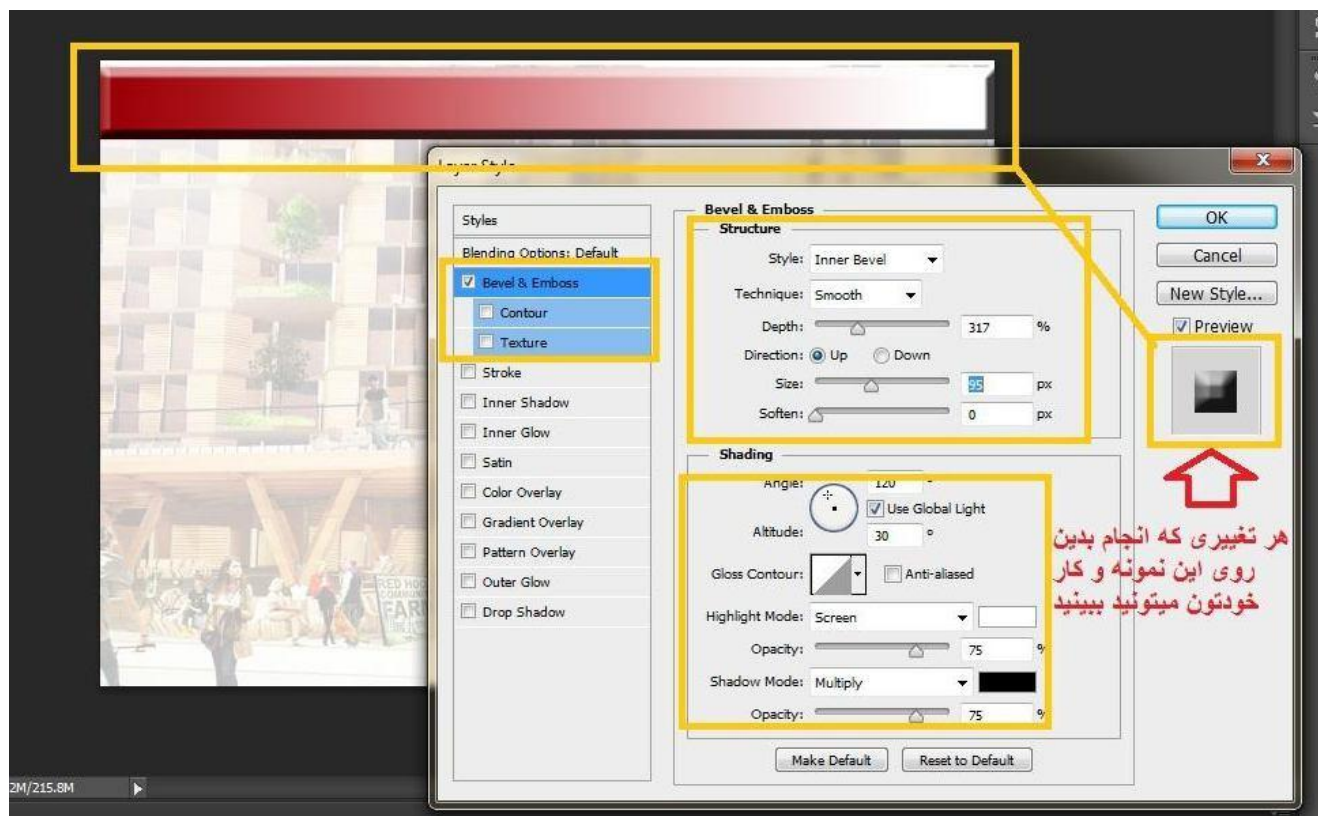 Layer Style
Styles
Blending Options: Default
Bevel & Emboss
Contour
Texture
Stroke
Inner Shadow
Inner Glow
Satin
Color Overlay
Gradient Overlay
Pattern Overlay
Outer Glow
Drop Shadow
Bevel & Emboss
Structure
Style: Inner Bevel
Technique: Smooth
Depth: 317 %
Direction: Up Down
Size: 95 px
Soften: 0 px
Shading
Angle: 120 °
Use Global Light
Altitude: 30 °
Gloss Contour: Anti-aliased
Highlight Mode: Screen
Opacity: 75 %
Shadow Mode: Multiply
Opacity: 75 %
Make Default Reset to Default
OK
Cancel
New Style...
Preview
هر تغییری که انجام بدین
روی این نمونه و کار
خودتون میتونید ببینید
RED HOOK
COMMUNITY
FARM
2M/215.8M